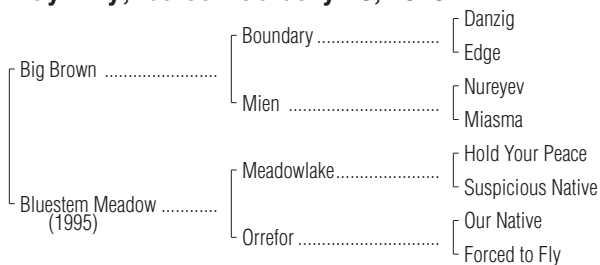 Danzig
Boundary ..............................
Edge
Big Brown ...........................
Nureyev
Mien .....................................
Miasma
Hold Your Peace
Meadowlake.........................
Suspicious Native
Bluestem Meadow .............
(1995)
Our Native
Orrefor ..................................
Forced to Fly